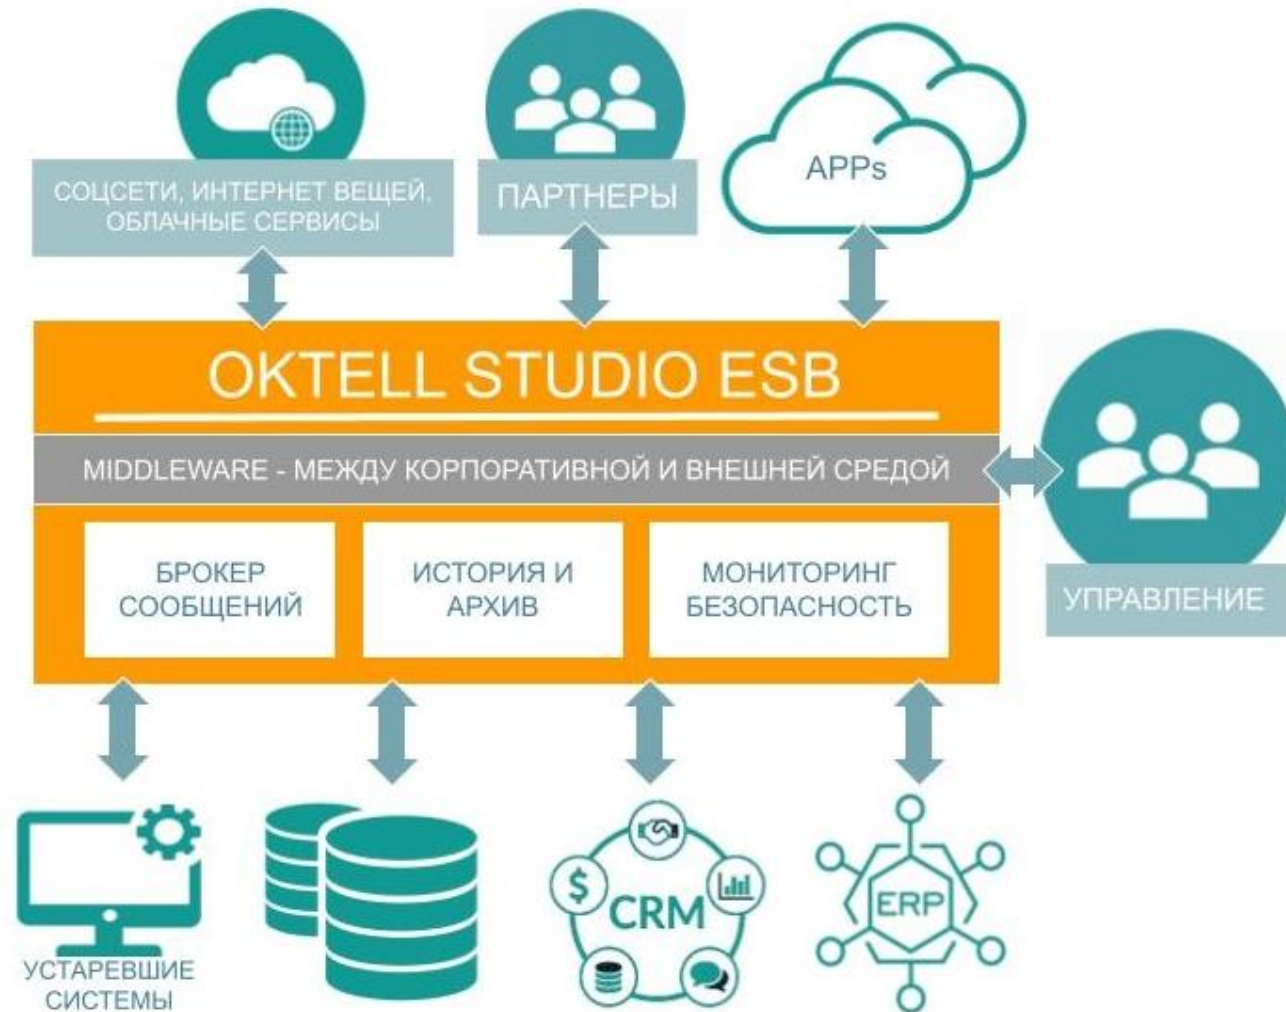 СОЦСЕТИ, ИНТЕРНЕТ ВЕЩЕЙ,
ОБЛАЧНЫЕ СЕРВИСЫ
ПАРТНЕРЫ
APPs
OKTELL STUDIO ESB
MIDDLEWARE - МЕЖДУ КОРПОРАТИВНОЙ И ВНЕШНЕЙ СРЕДОЙ
УПРАВЛЕНИЕ
БРОКЕР
СООБЩЕНИЙ
ИСТОРИЯ И
АРХИВ
МОНИТОРИНГ
БЕЗОПАСНОСТЬ
УСТАРЕВШИЕ
СИСТЕМЫ
$
CRM
ERP